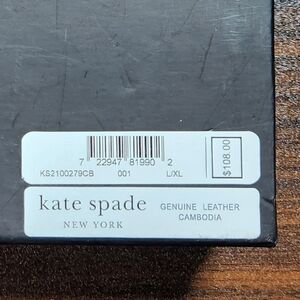 7 22947 81990 2
KS2100279CB 001 L/XL
$108.00
kate spade
NEW YORK
GENUINE LEATHER
CAMBODIA